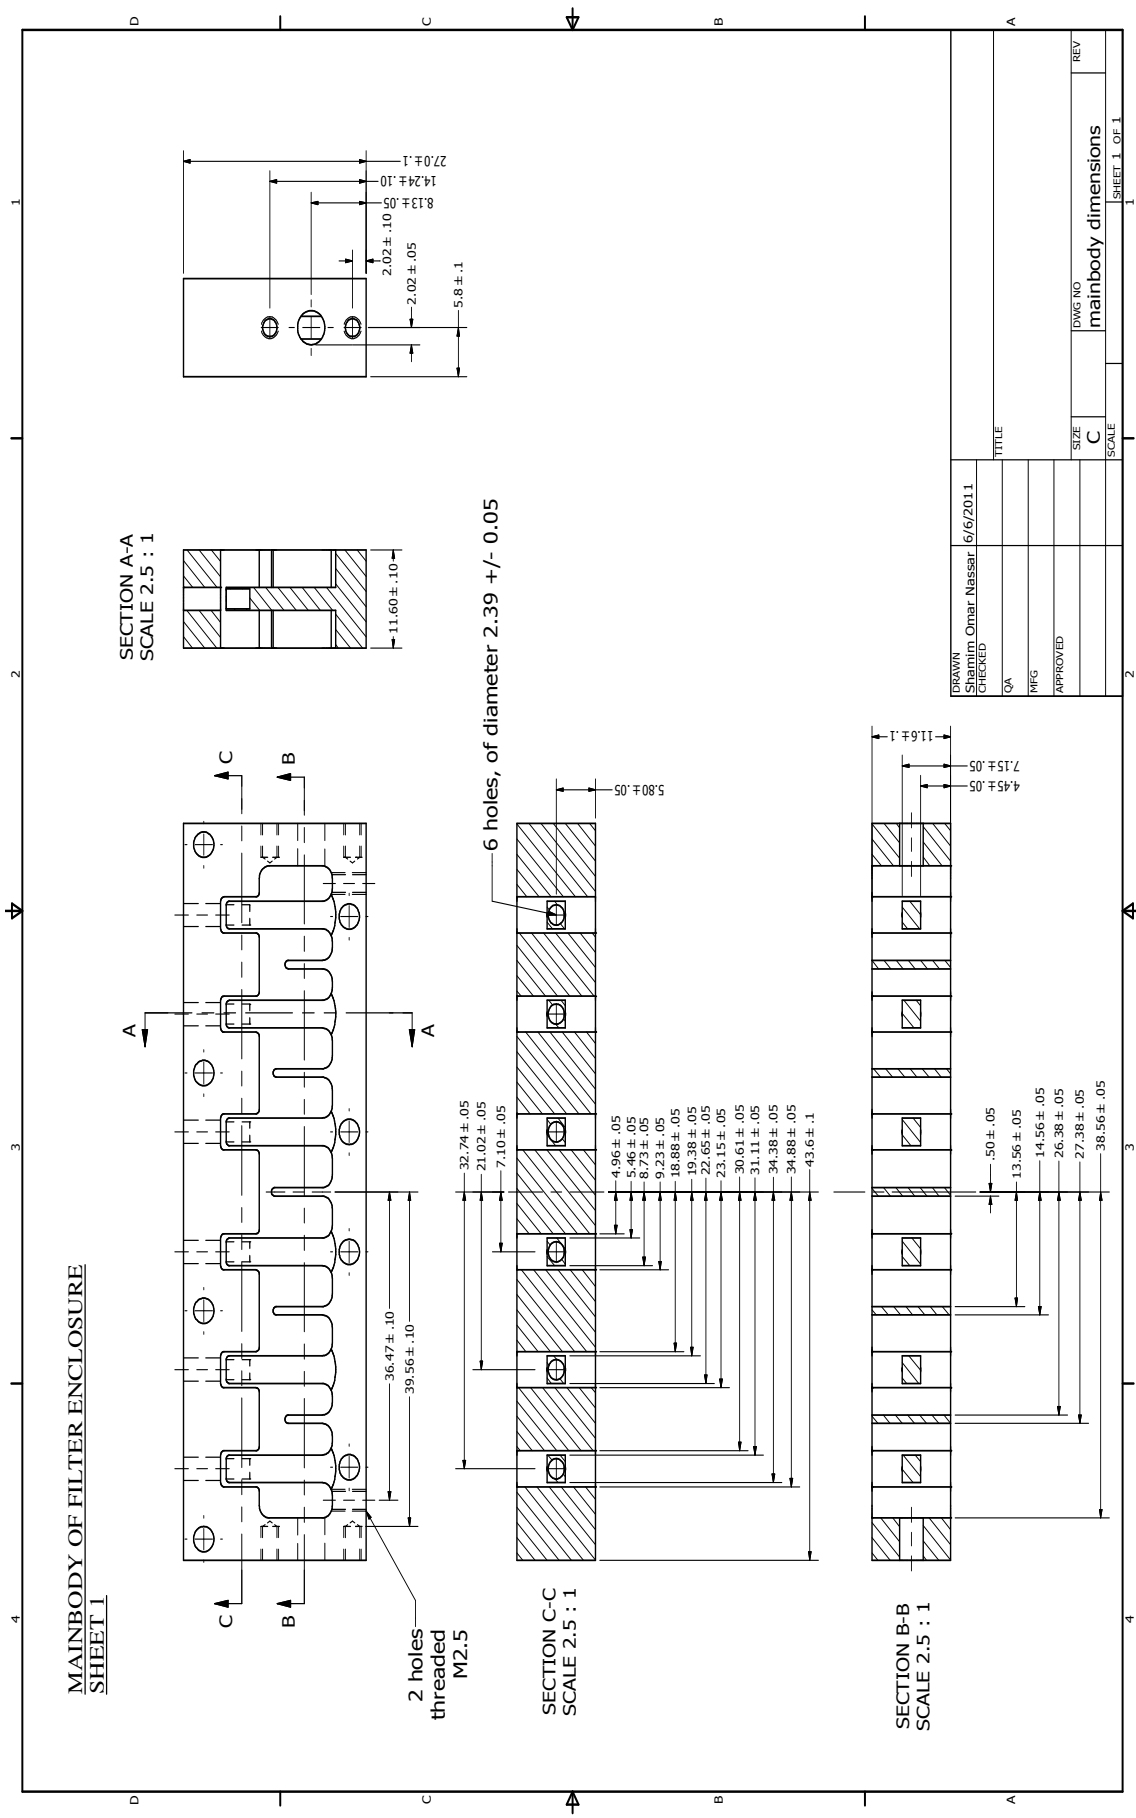 MAINBODY OF FILTER ENCLOSURE
SHEET 1
4
3
2
1
D
C
B
A
D
C
B
A
4
3
2
1
C
C
B
B
A
A
36.47± .10
39.56± .10
2 holes
threaded
M2.5
SECTION A-A
SCALE 2.5 : 1
11.60± .10
27.0±.1
14.24±.10
8.13±.05
2.02± .10
2.02± .05
5.8± .1
6 holes, of diameter 2.39 +/- 0.05
SECTION C-C
SCALE 2.5 : 1
5.80±.05
32.74± .05
21.02± .05
7.10± .05
4.96± .05
5.46± .05
8.73± .05
9.23± .05
18.88± .05
19.38± .05
22.65± .05
23.15± .05
30.61± .05
31.11± .05
34.38± .05
34.88± .05
43.6± .1
SECTION B-B
SCALE 2.5 : 1
11.6±.1
7.15±.05
4.45±.05
.50± .05
13.56± .05
14.56± .05
26.38± .05
27.38± .05
38.56± .05
DRAWN
Shamim Omar Nassar
6/6/2011
CHECKED
QA
MFG
APPROVED
TITLE
SIZE
C
DWG NO
mainbody dimensions
REV
SCALE
SHEET 1 OF 1